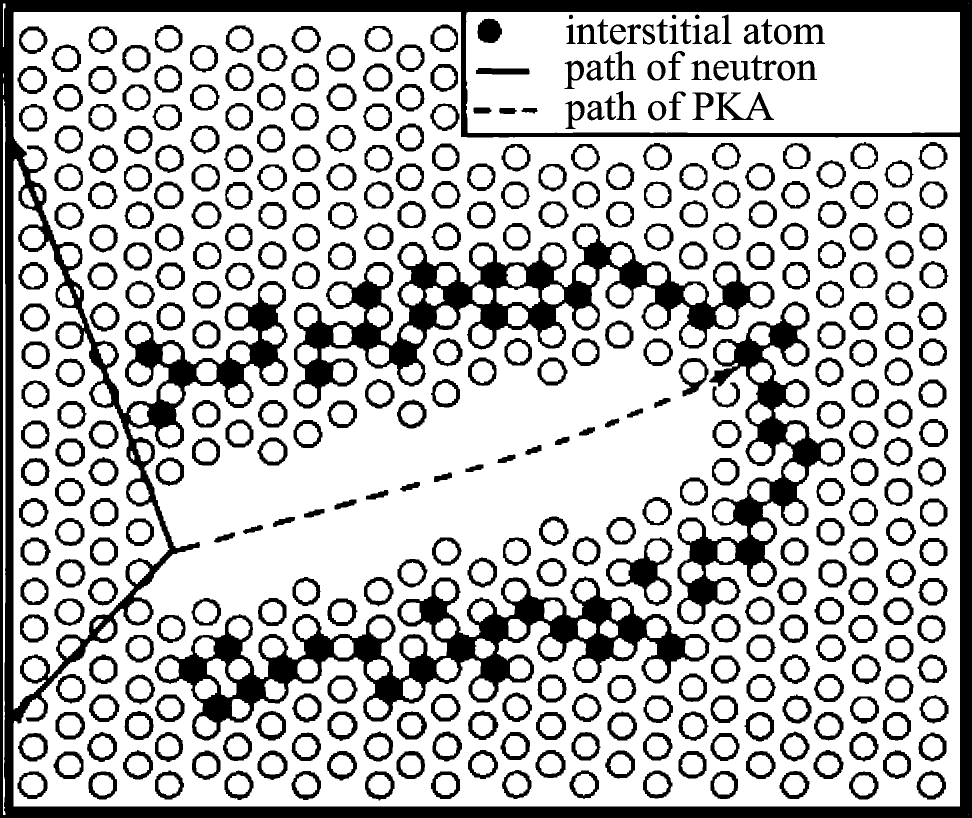 interstitial atom
path of neutron
path of PKA